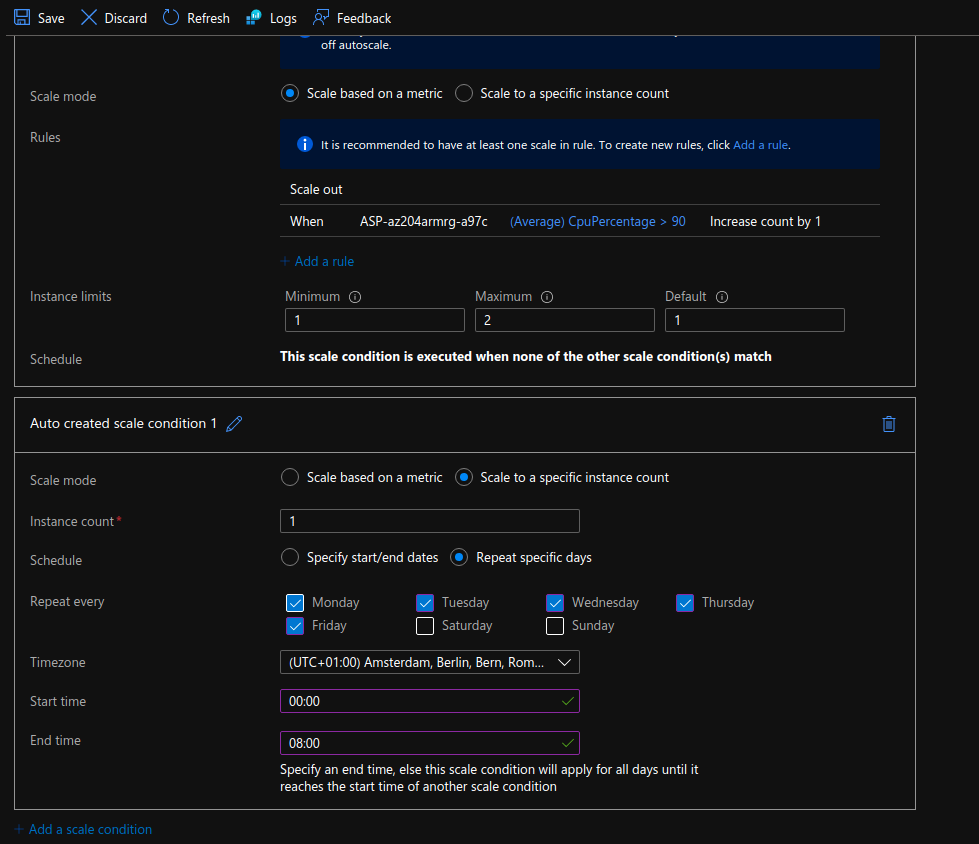 Save Discard Refresh Logs Feedback
off autoscale.
Scale mode Scale based on a metric Scale to a specific instance count
Rules
It is recommended to have at least one scale in rule. To create new rules, click Add a rule.
Scale out
When ASP-az204armrg-a97c (Average) CpuPercentage > 90 Increase count by 1
+ Add a rule
Instance limits Minimum Maximum Default
1 2 1
Schedule This scale condition is executed when none of the other scale condition(s) match
Auto created scale condition 1
Scale mode Scale based on a metric Scale to a specific instance count
Instance count* 1
Schedule Specify start/end dates Repeat specific days
Repeat every Monday Tuesday Wednesday Thursday
Friday Saturday Sunday
Timezone (UTC+01:00) Amsterdam, Berlin, Bern, Rom...
Start time 00:00
End time 08:00
Specify an end time, else this scale condition will apply for all days until it
reaches the start time of another scale condition
+ Add a scale condition